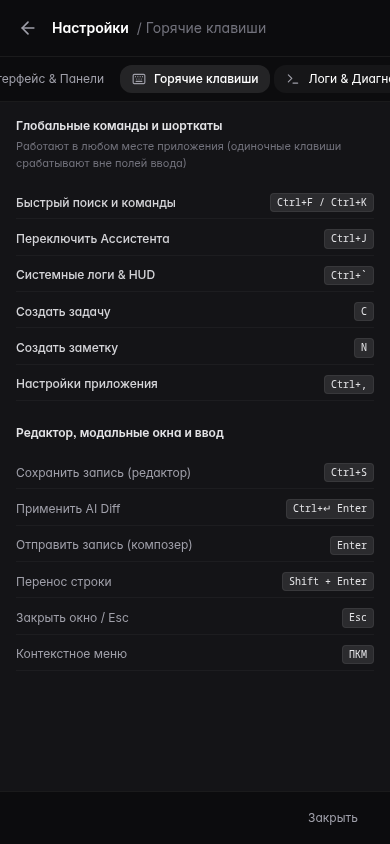 Настройки / Горячие клавиши
терфейс & Панели
Горячие клавиши
Логи & Диагн
Глобальные команды и шорткаты
Работают в любом месте приложения (одиночные клавиши
срабатывают вне полей ввода)
Быстрый поиск и команды Ctrl+F / Ctrl+K
Переключить Ассистента Ctrl+J
Системные логи & HUD Ctrl+`
Создать задачу C
Создать заметку N
Настройки приложения Ctrl+,
Редактор, модальные окна и ввод
Сохранить запись (редактор) Ctrl+S
Применить AI Diff Ctrl+↵ Enter
Отправить запись (композер) Enter
Перенос строки Shift + Enter
Закрыть окно / Esc Esc
Контекстное меню ПКМ
Закрыть